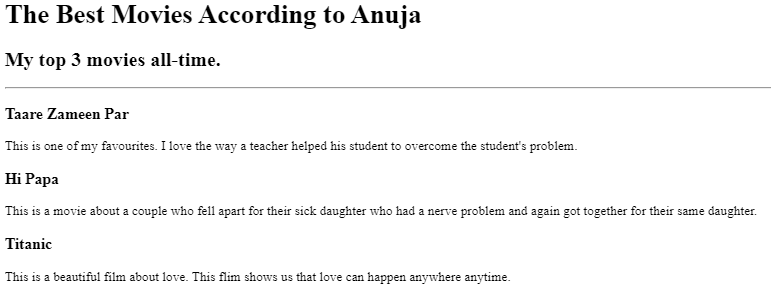 The Best Movies According to Anuja
My top 3 movies all-time.
Taare Zameen Par
This is one of my favourites. I love the way a teacher helped his student to overcome the student's problem.
Hi Papa
This is a movie about a couple who fell apart for their sick daughter who had a nerve problem and again got together for their same daughter.
Titanic
This is a beautiful film about love. This flim shows us that love can happen anywhere anytime.